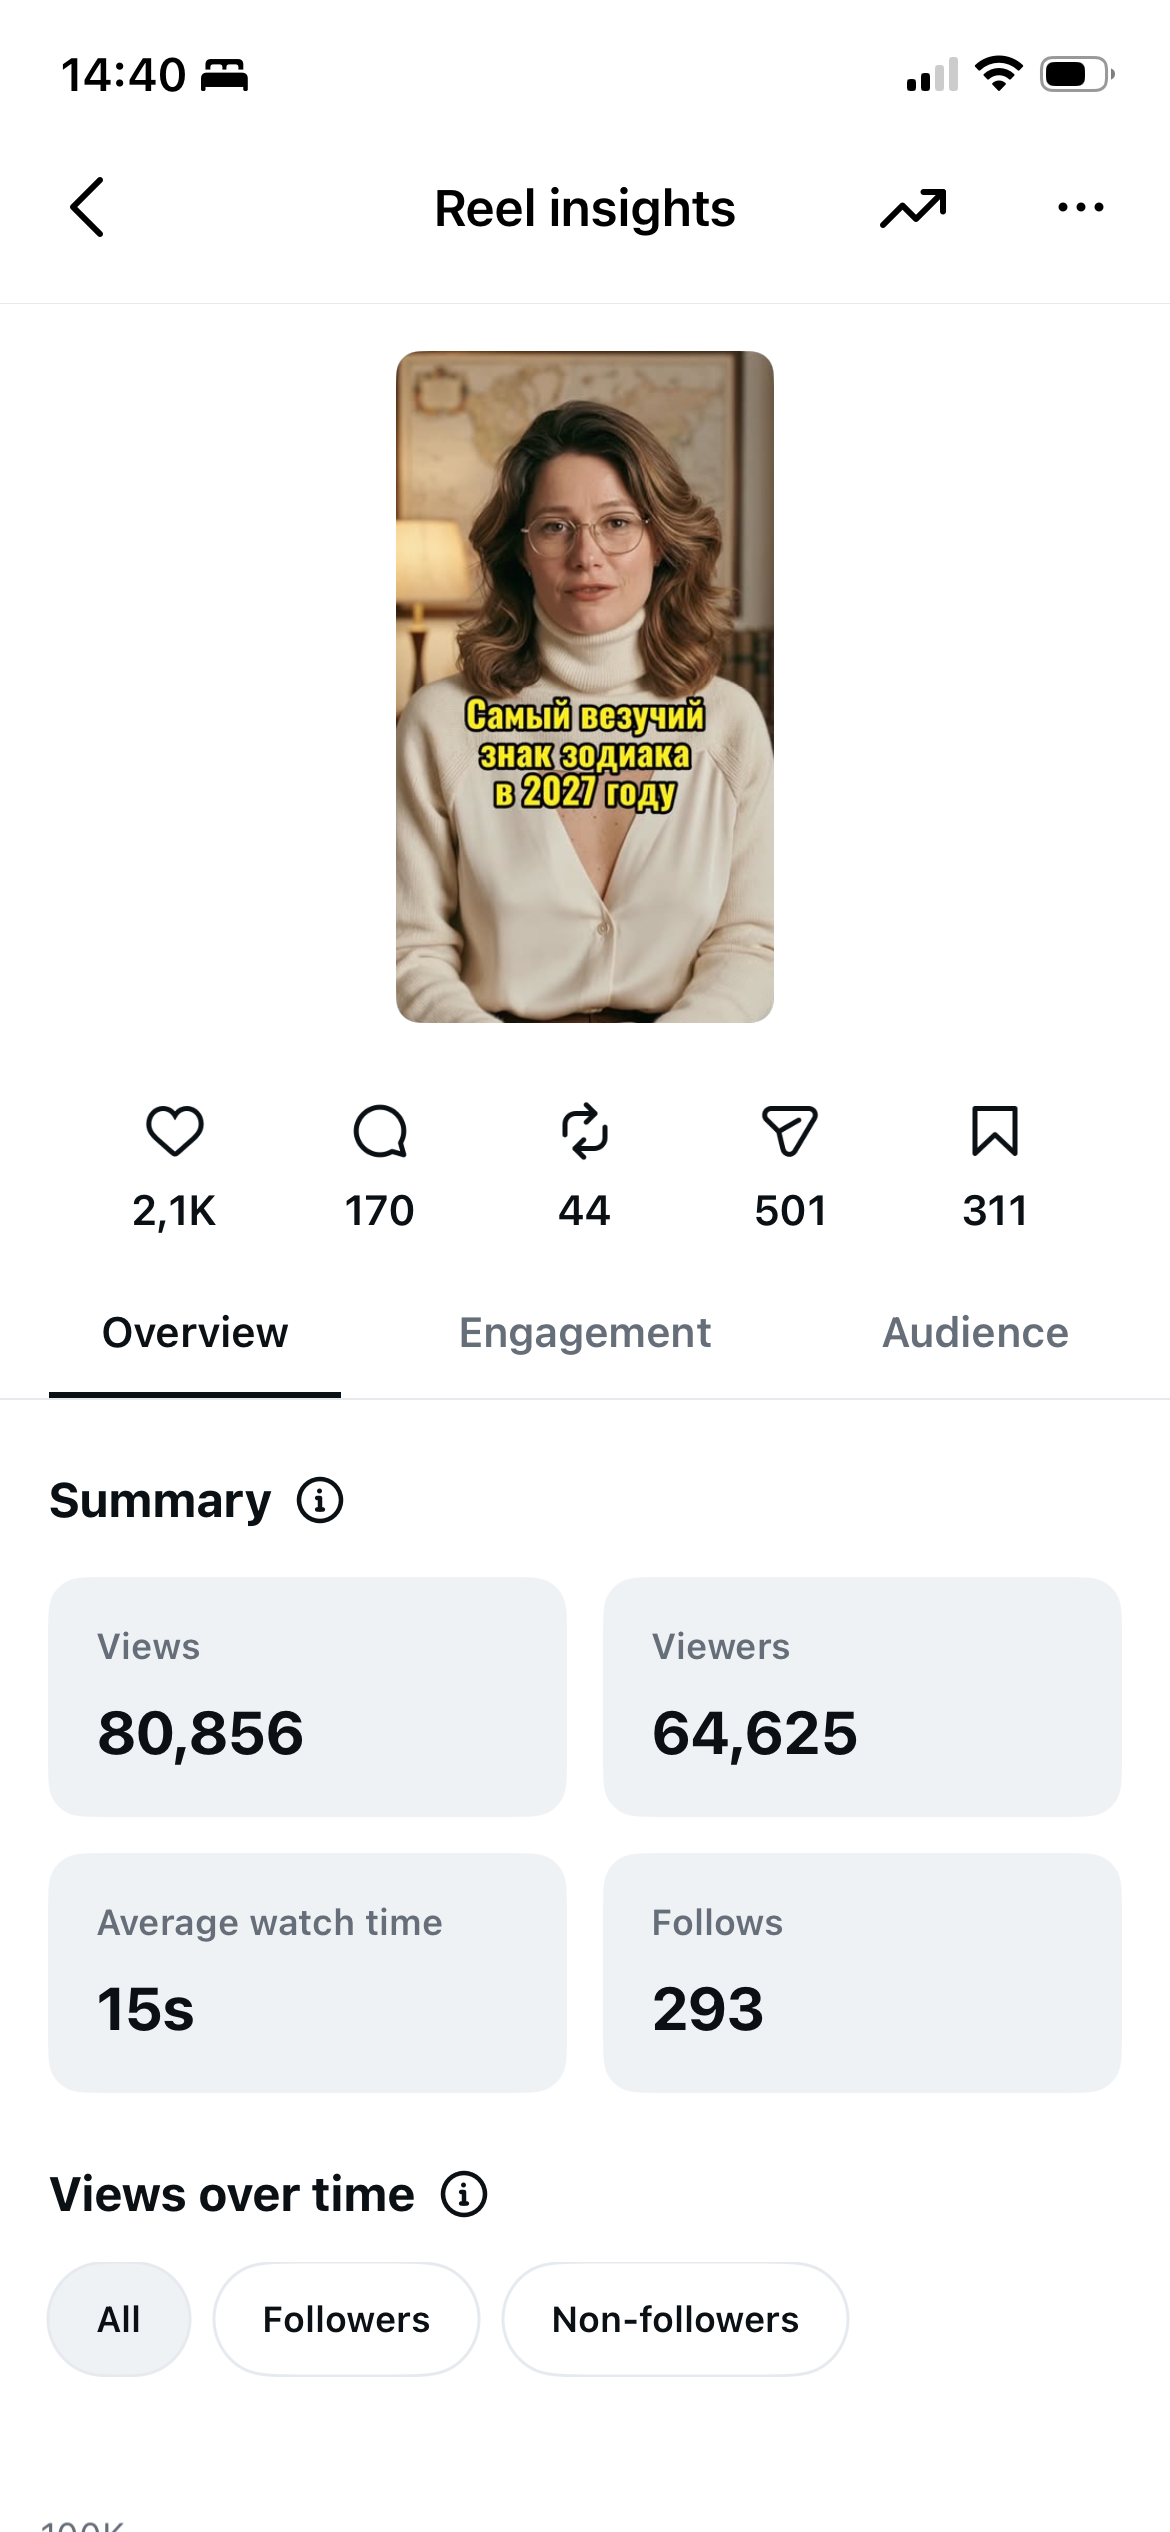 14:40
Reel insights
Самый везучий
знак зодиака
в 2027 году
2,1K 170 44 501 311
Overview Engagement Audience
Summary
Views
80,856
Viewers
64,625
Average watch time
15s
Follows
293
Views over time
All Followers Non-followers
100K